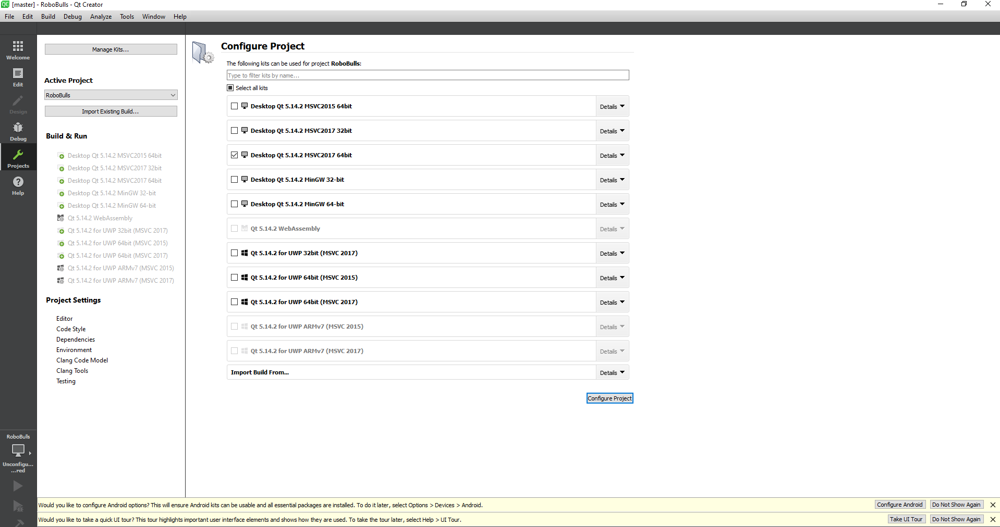 QC [master] - RoboBulls - Qt Creator
File Edit Build Debug Analyze Tools Window Help
Welcome
Edit
Design
Debug
Projects
Help
RoboBulls
Unconfigu...
...red
Manage Kits...
Active Project
RoboBulls
Import Existing Build...
Build & Run
Desktop Qt 5.14.2 MSVC2015 64bit
Desktop Qt 5.14.2 MSVC2017 32bit
Desktop Qt 5.14.2 MSVC2017 64bit
Desktop Qt 5.14.2 MinGW 32-bit
Desktop Qt 5.14.2 MinGW 64-bit
Qt 5.14.2 WebAssembly
Qt 5.14.2 for UWP 32bit (MSVC 2017)
Qt 5.14.2 for UWP 64bit (MSVC 2015)
Qt 5.14.2 for UWP 64bit (MSVC 2017)
Qt 5.14.2 for UWP ARMv7 (MSVC 2015)
Qt 5.14.2 for UWP ARMv7 (MSVC 2017)
Project Settings
Editor
Code Style
Dependencies
Environment
Clang Code Model
Clang Tools
Testing
Configure Project
The following kits can be used for project RoboBulls:
Type to filter kits by name...
Select all kits
Desktop Qt 5.14.2 MSVC2015 64bit Details
Desktop Qt 5.14.2 MSVC2017 32bit Details
Desktop Qt 5.14.2 MSVC2017 64bit Details
Desktop Qt 5.14.2 MinGW 32-bit Details
Desktop Qt 5.14.2 MinGW 64-bit Details
Qt 5.14.2 WebAssembly Details
Qt 5.14.2 for UWP 32bit (MSVC 2017) Details
Qt 5.14.2 for UWP 64bit (MSVC 2015) Details
Qt 5.14.2 for UWP 64bit (MSVC 2017) Details
Qt 5.14.2 for UWP ARMv7 (MSVC 2015) Details
Qt 5.14.2 for UWP ARMv7 (MSVC 2017) Details
Import Build From... Details
Configure Project
Would you like to configure Android options? This will ensure Android kits can be usable and all essential packages are installed. To do it later, select Options > Devices > Android. Configure Android Do Not Show Again
Would you like to take a quick UI tour? This tour highlights important user interface elements and shows how they are used. To take the tour later, select Help > UI Tour. Take UI Tour Do Not Show Again